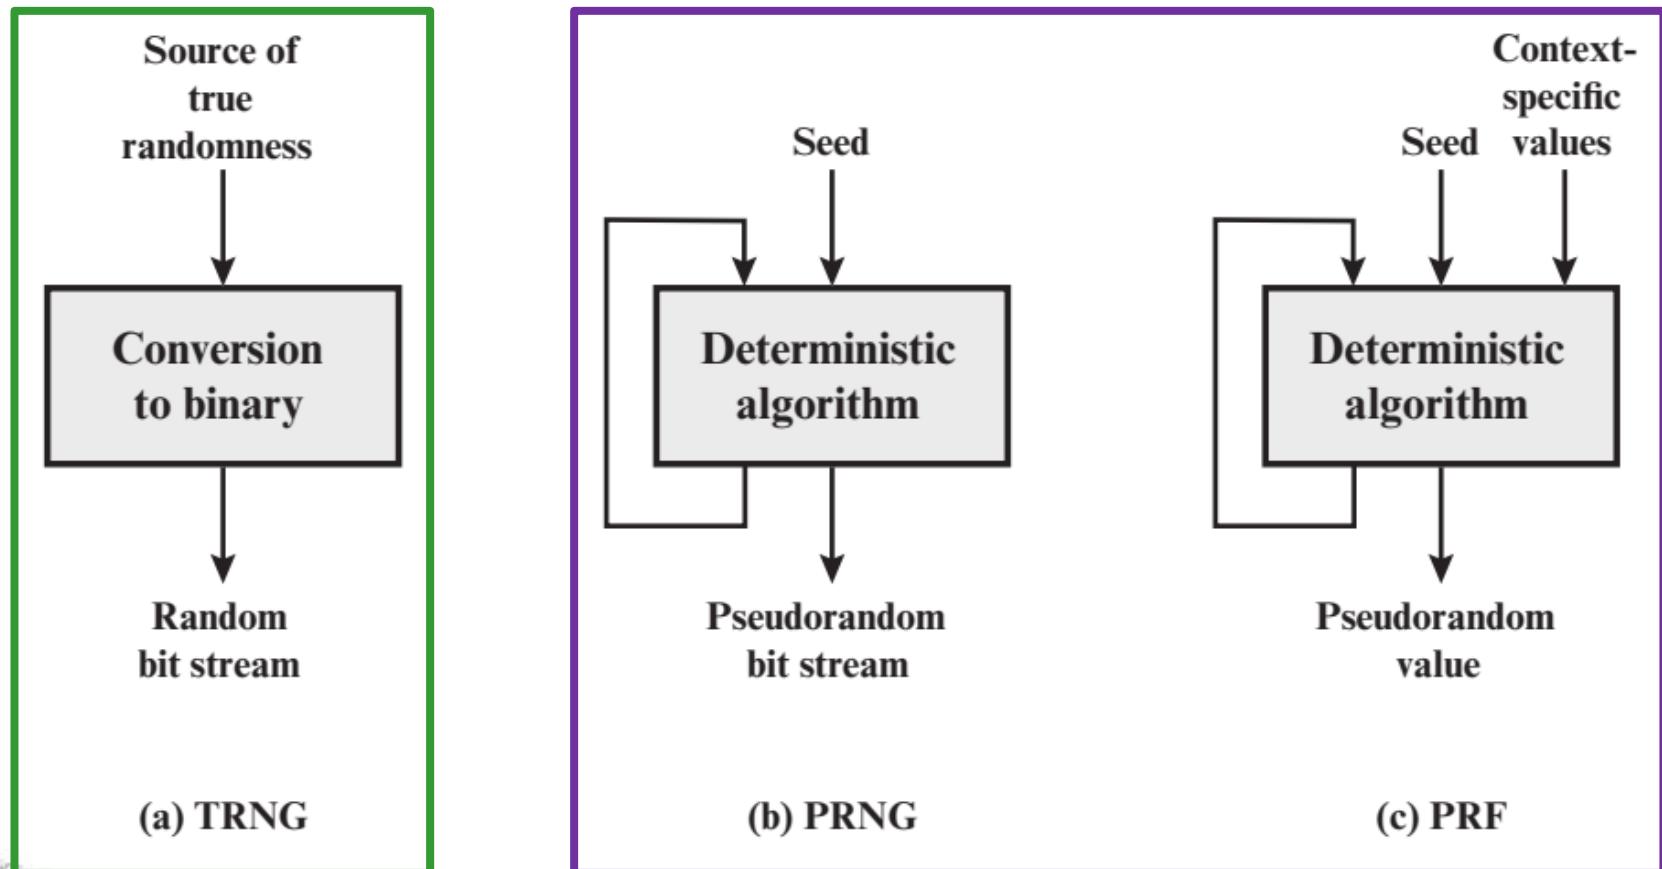 Source of
true
randomness
Conversion
to binary
Random
bit stream
(a) TRNG
Seed
Deterministic
algorithm
Pseudorandom
bit stream
(b) PRNG
Context-
specific
values
Seed
Deterministic
algorithm
Pseudorandom
value
(c) PRF